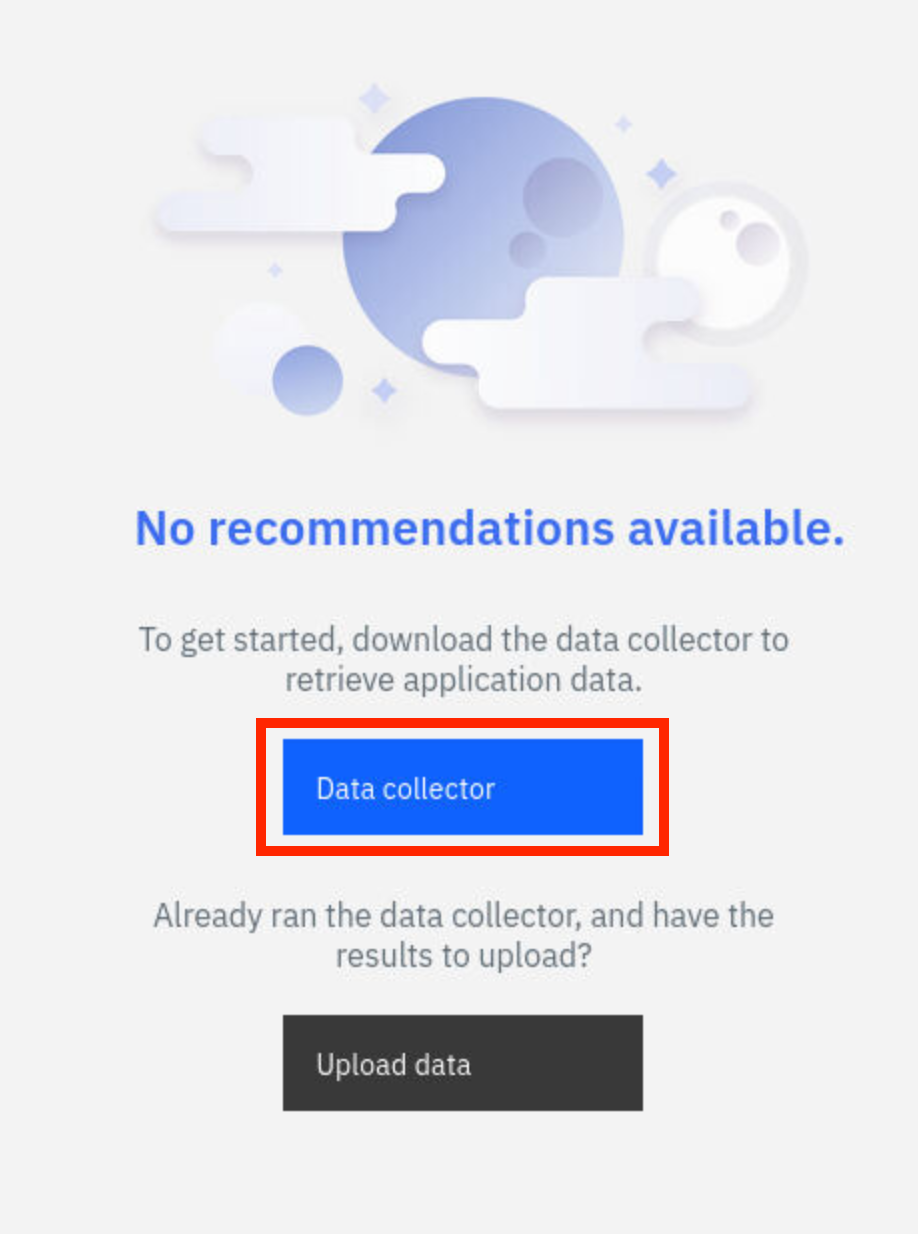 No recommendations available.
To get started, download the data collector to
retrieve application data.
Data collector
Already ran the data collector, and have the
results to upload?
Upload data